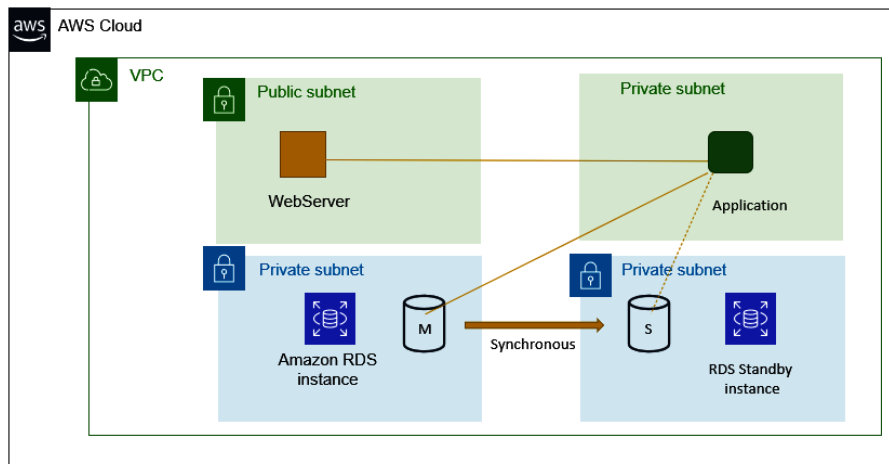 aws
AWS Cloud
VPC
Public subnet
Private subnet
WebServer
Application
Private subnet
Private subnet
M
Synchronous
S
Amazon RDS
instance
RDS Standby
instance